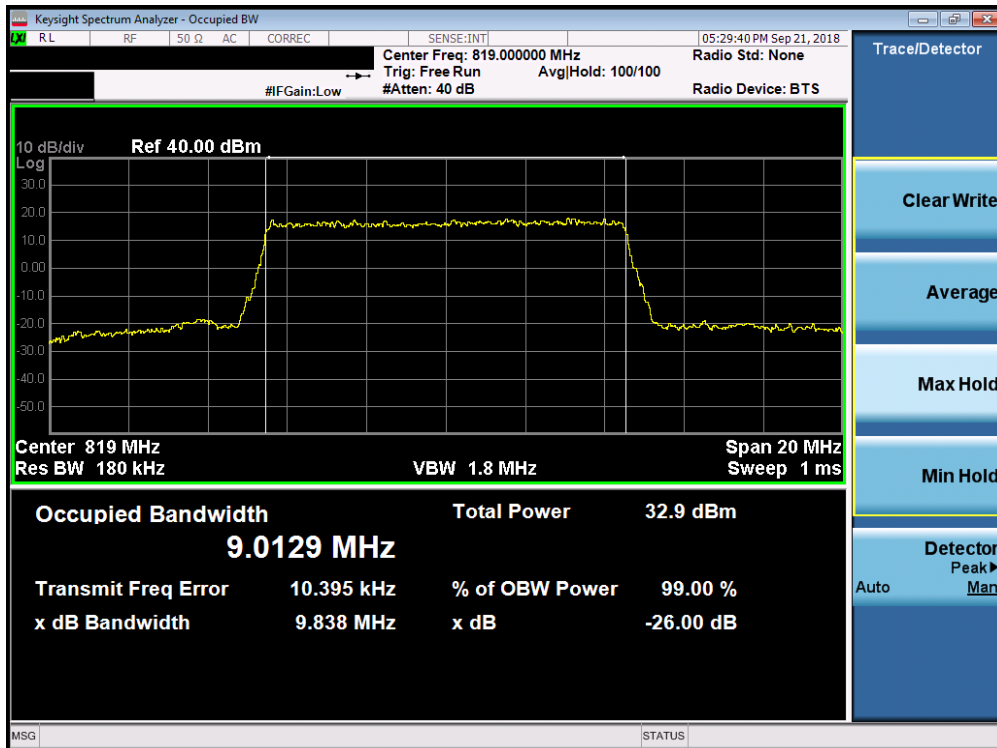 Keysight Spectrum Analyzer - Occupied BW
LXI RL RF 50 Ω AC CORREC SENSE:INT 05:29:40 PM Sep 21, 2018
Center Freq: 819.000000 MHz Radio Std: None
Trig: Free Run Avg|Hold: 100/100
#IFGain:Low #Atten: 40 dB Radio Device: BTS
Trace/Detector
10 dB/div Ref 40.00 dBm
Log
30.0
20.0
10.0
0.00
-10.0
-20.0
-30.0
-40.0
-50.0
Center 819 MHz Span 20 MHz
Res BW 180 kHz VBW 1.8 MHz Sweep 1 ms
Occupied Bandwidth Total Power 32.9 dBm
9.0129 MHz
Transmit Freq Error 10.395 kHz % of OBW Power 99.00 %
x dB Bandwidth 9.838 MHz x dB -26.00 dB
Clear Write
Average
Max Hold
Min Hold
Detector
Peak▶
Auto Man
MSG STATUS